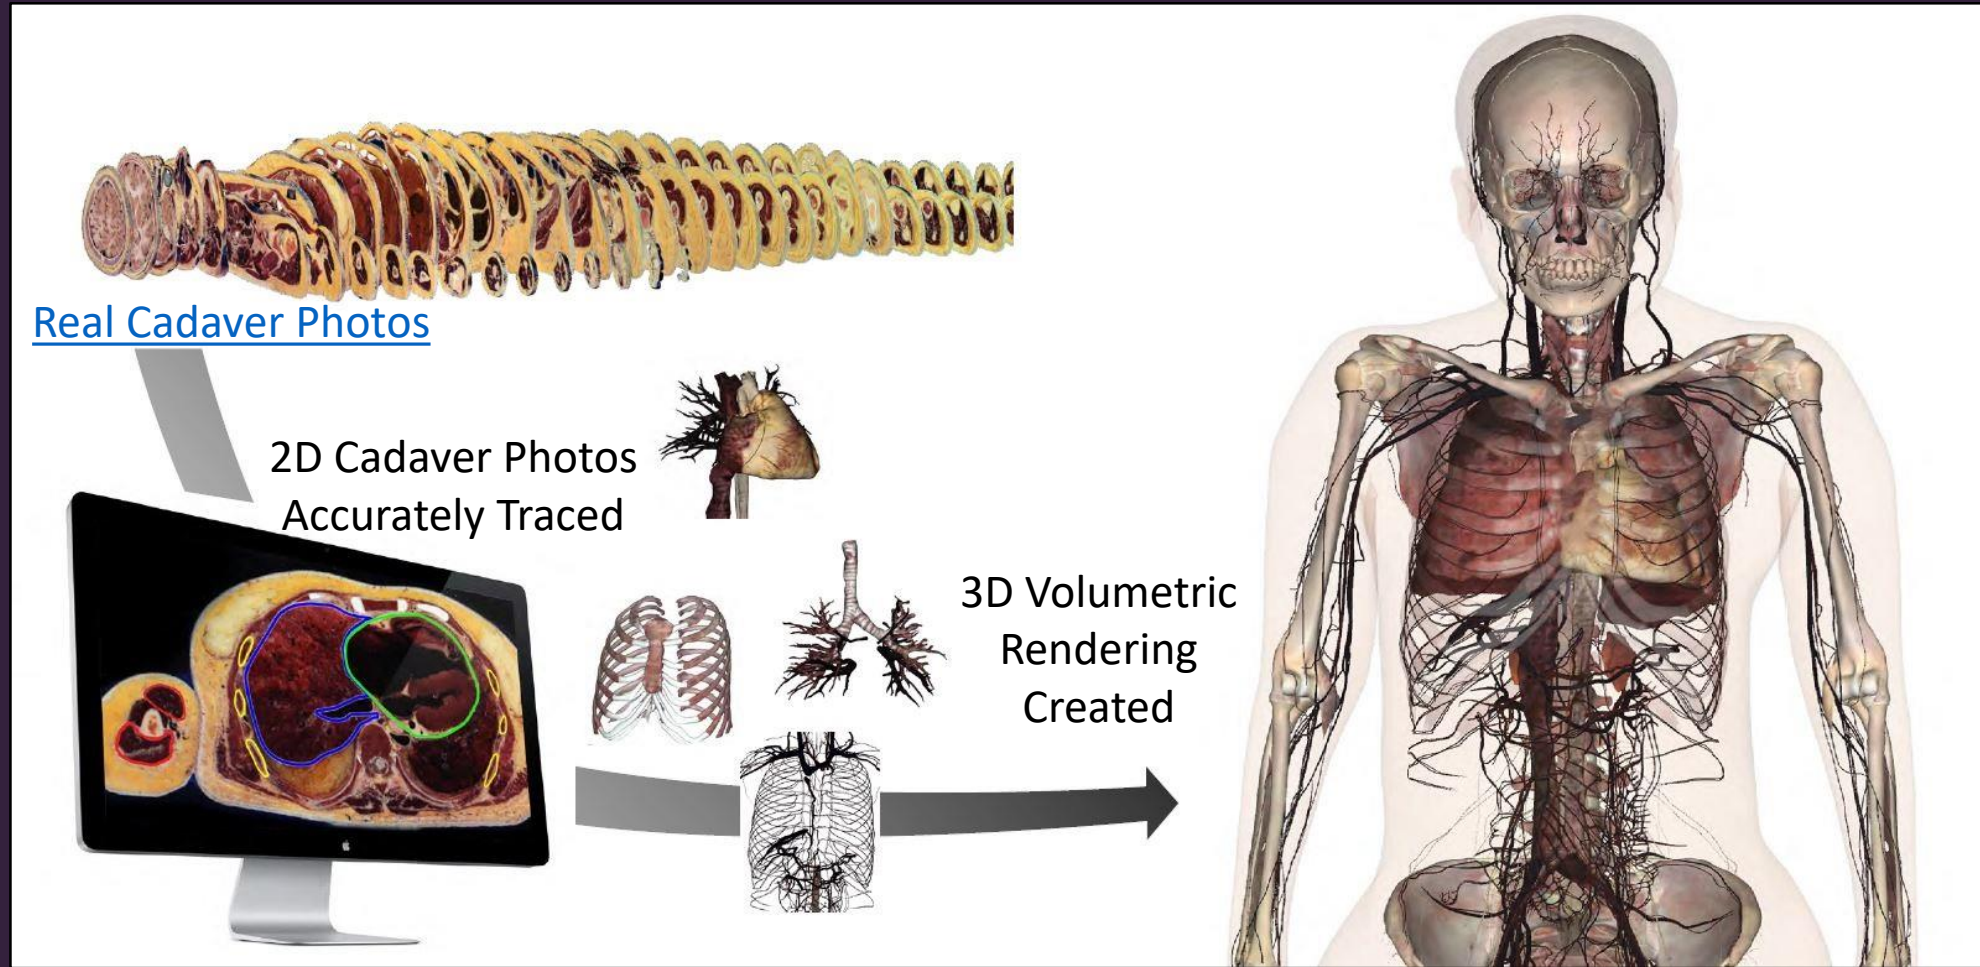 Real Cadaver Photos
2D Cadaver Photos
Accurately Traced
3D Volumetric
Rendering
Created